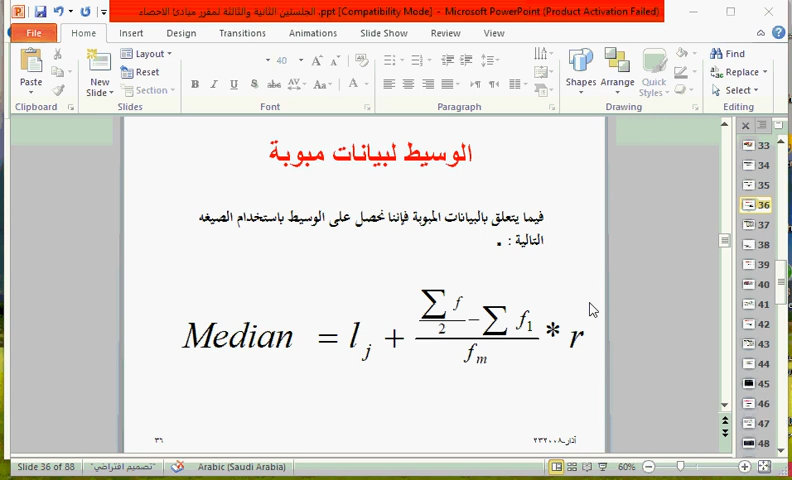 الجلستين الثانية والثالثة لمقرر مبادئ الاحصاء.ppt [Compatibility Mode] - Microsoft PowerPoint (Product Activation Failed)
File Home Insert Design Transitions Animations Slide Show Review View
Paste
Clipboard
New Slide
Layout
Reset
Section
Slides
40
Font
Paragraph
Shapes
Arrange
Quick Styles
Drawing
Find
Replace
Select
Editing
الوسيط لبيانات مبوبة
فيما يتعلق بالبيانات المبوبة فإننا نحصل على الوسيط باستخدام الصيغه
التالية : .
Median = l_j + (∑ f / 2 − ∑ f_1) / f_m * r
٣٦
آذار-٢٣٢٠٠٨
33
34
35
36
37
38
39
40
41
42
43
44
45
46
47
48
Slide 36 of 88 "تصميم افتراضي" Arabic (Saudi Arabia) 60%